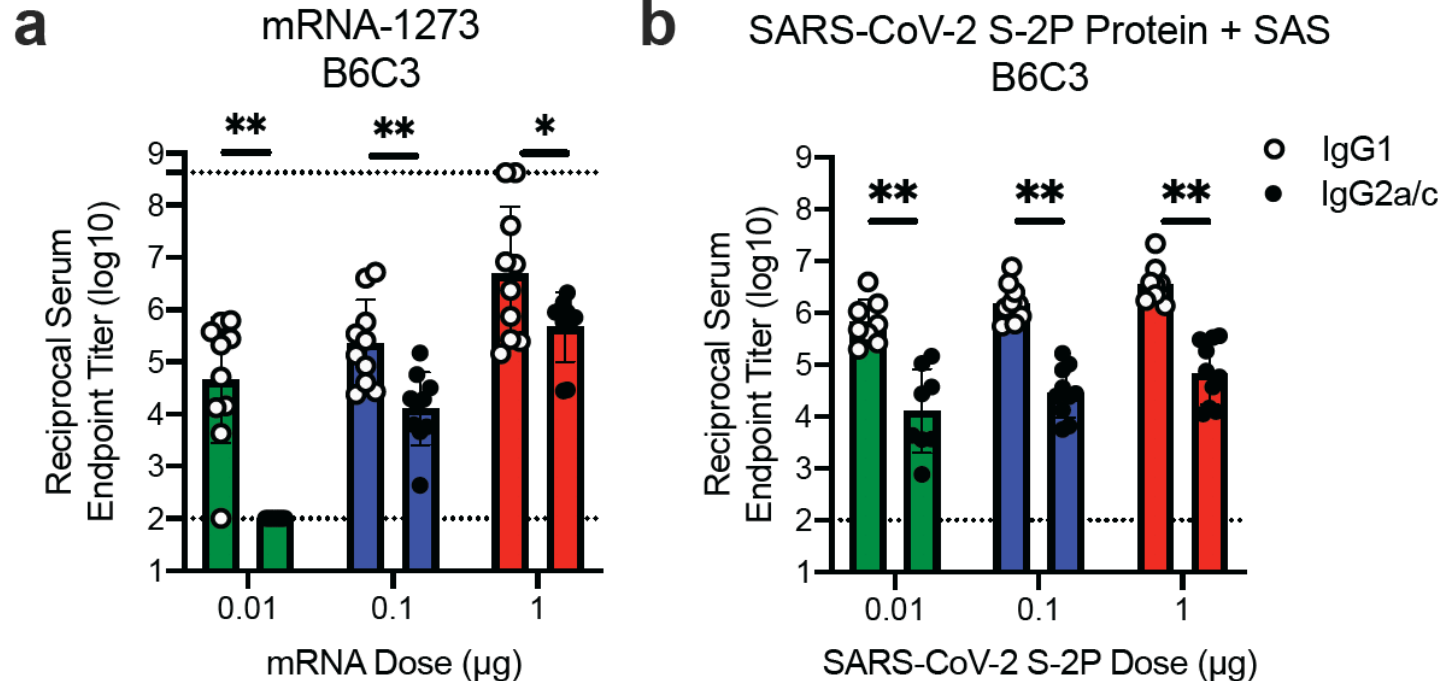 a
mRNA-1273
B6C3
** ** *
9
8
7
6
5
4
3
2
1
Reciprocal Serum
Endpoint Titer (log10)
0.01 0.1 1
mRNA Dose (μg)
b
SARS-CoV-2 S-2P Protein + SAS
B6C3
IgG1
IgG2a/c
** ** **
9
8
7
6
5
4
3
2
1
Reciprocal Serum
Endpoint Titer (log10)
0.01 0.1 1
SARS-CoV-2 S-2P Dose (μg)